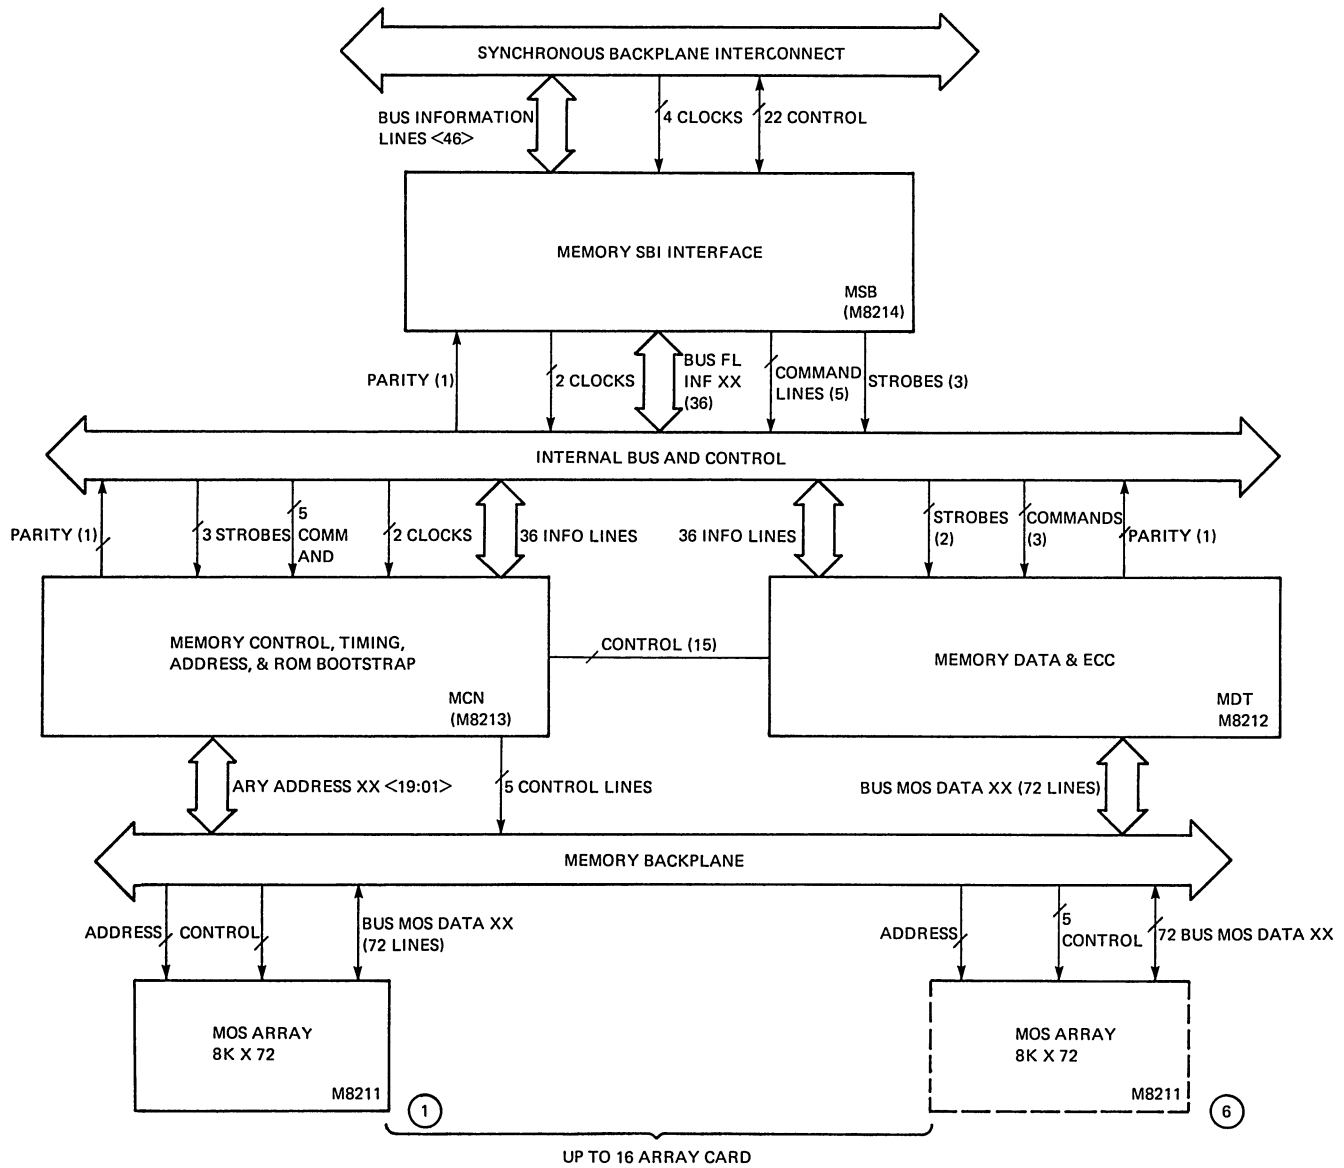 SYNCHRONOUS BACKPLANE INTERCONNECT
BUS INFORMATION
LINES <46>
4 CLOCKS
22 CONTROL
MEMORY SBI INTERFACE
MSB
(M8214)
PARITY (1)
2 CLOCKS
BUS FL
INF XX
(36)
COMMAND
LINES (5)
STROBES (3)
INTERNAL BUS AND CONTROL
PARITY (1)
3 STROBES
5
COMM
AND
2 CLOCKS
36 INFO LINES
36 INFO LINES
STROBES
(2)
COMMANDS
(3)
PARITY (1)
MEMORY CONTROL, TIMING,
ADDRESS, & ROM BOOTSTRAP
MCN
(M8213)
CONTROL (15)
MEMORY DATA & ECC
MDT
M8212
ARY ADDRESS XX <19:01>
5 CONTROL LINES
BUS MOS DATA XX (72 LINES)
MEMORY BACKPLANE
ADDRESS
CONTROL
BUS MOS DATA XX
(72 LINES)
ADDRESS
5
CONTROL
72 BUS MOS DATA XX
MOS ARRAY
8K X 72
M8211
1
MOS ARRAY
8K X 72
M8211
6
UP TO 16 ARRAY CARD